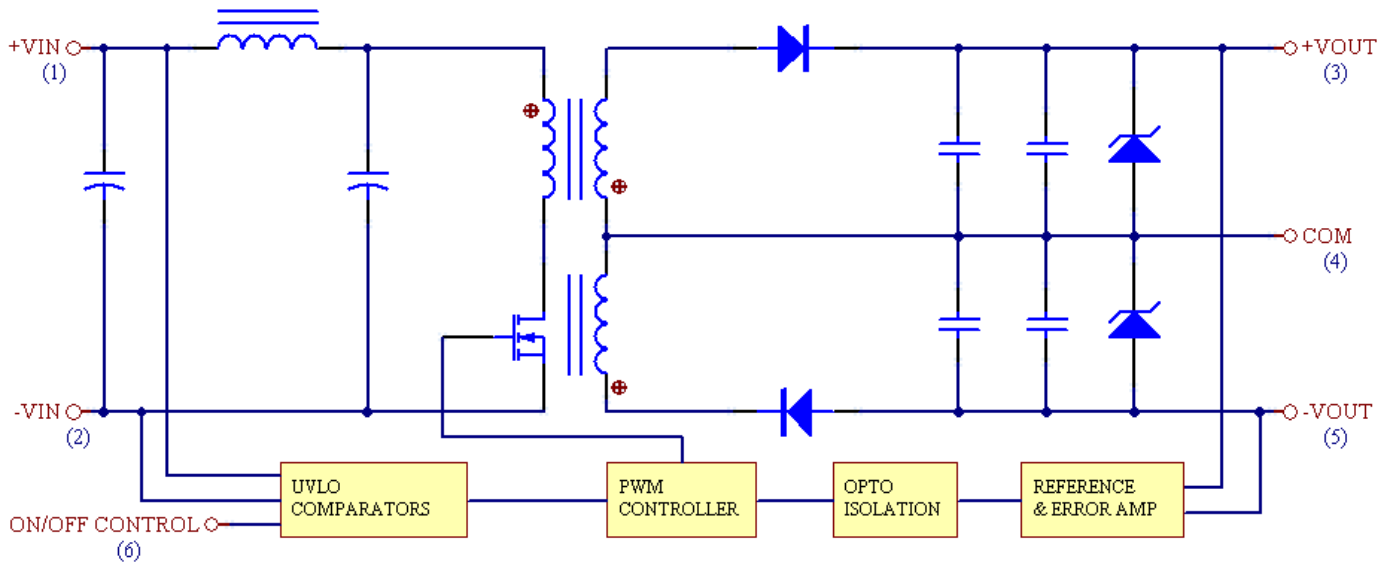 +VIN
(1)
+VOUT
(3)
COM
(4)
-VIN
(2)
-VOUT
(5)
UVLO
COMPARATORS
PWM
CONTROLLER
OPTO
ISOLATION
REFERENCE
& ERROR AMP
ON/OFF CONTROL
(6)